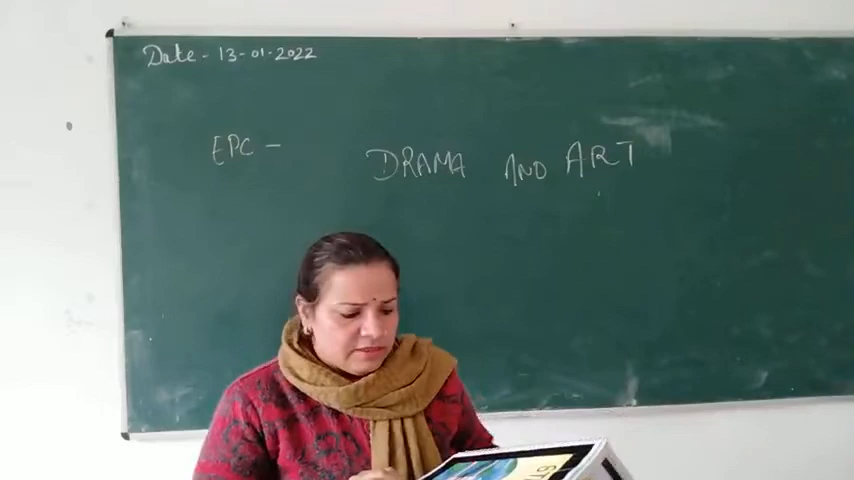 Date - 13-01-2022
EPC - DRAMA AND ART